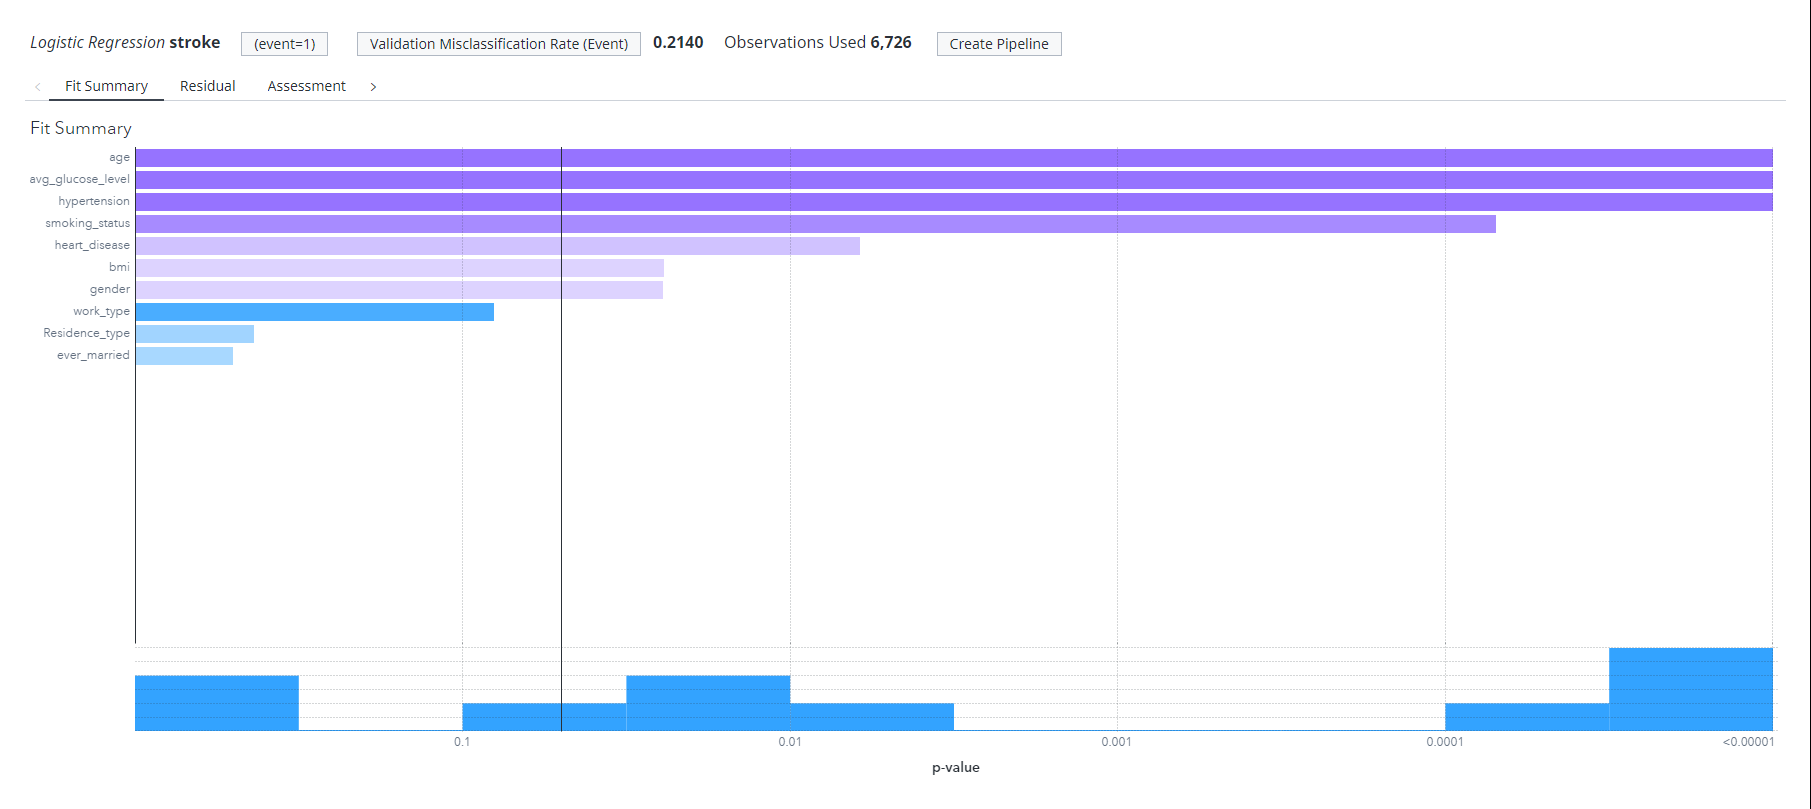 Logistic Regression stroke (event=1) Validation Misclassification Rate (Event) 0.2140 Observations Used 6,726 Create Pipeline
< Fit Summary Residual Assessment >
Fit Summary
age
avg_glucose_level
hypertension
smoking_status
heart_disease
bmi
gender
work_type
Residence_type
ever_married
0.1 0.01 0.001 0.0001 <0.00001
p-value